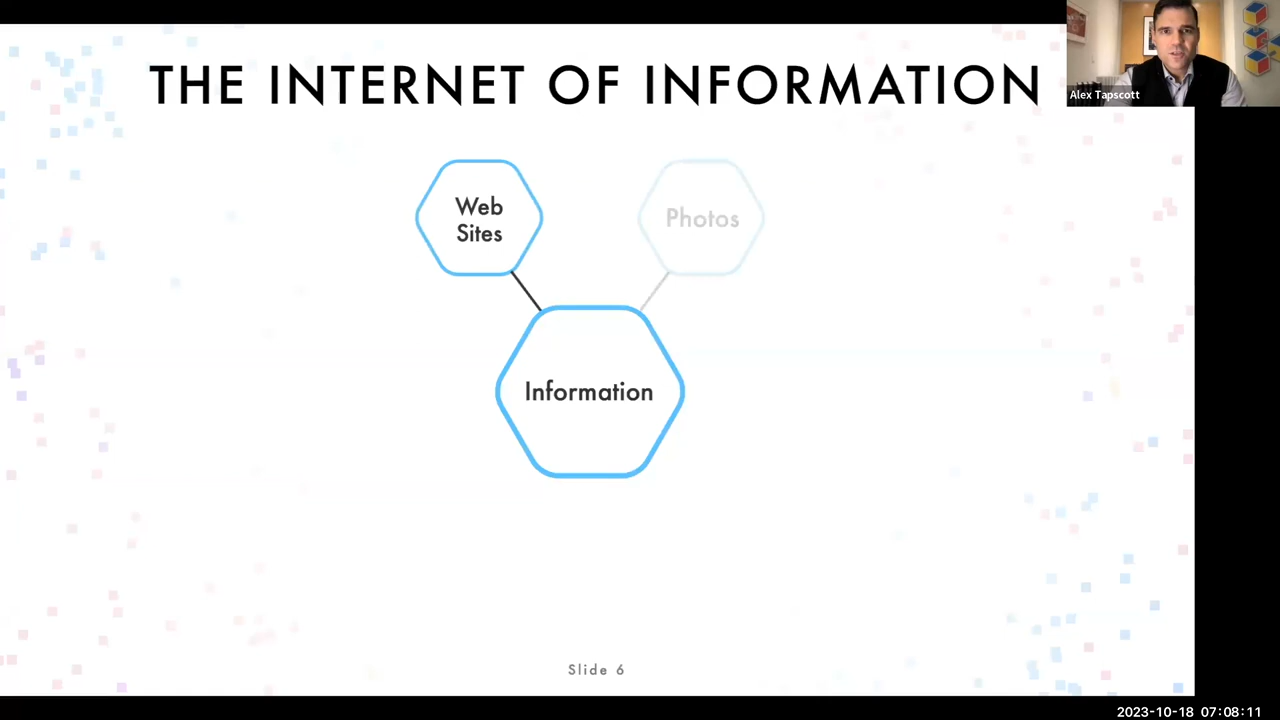 THE INTERNET OF INFORMATION
Alex Tapscott
Web
Sites
Photos
Information
Slide 6
2023-10-18 07:08:11